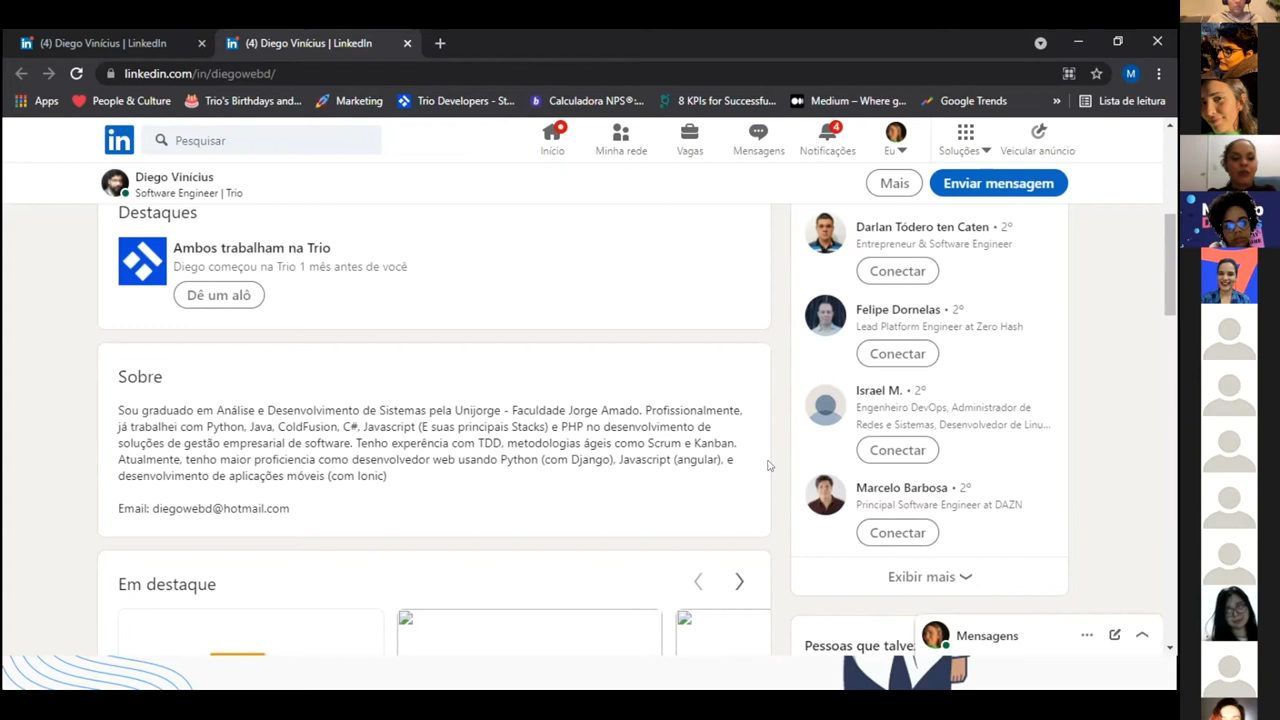 (4) Diego Vinícius | LinkedIn
(4) Diego Vinícius | LinkedIn
linkedin.com/in/diegowebd/
M
Apps
People & Culture
Trio's Birthdays and...
Marketing
Trio Developers - St...
Calculadora NPS®:...
8 KPIs for Successfu...
Medium – Where g...
Google Trends
»
Lista de leitura
in
Pesquisar
Início
Minha rede
Vagas
Mensagens
4
Notificações
Eu
Soluções
Veicular anúncio
Diego Vinícius
Software Engineer | Trio
Mais
Enviar mensagem
Destaques
Ambos trabalham na Trio
Diego começou na Trio 1 mês antes de você
Dê um alô
Sobre
Sou graduado em Análise e Desenvolvimento de Sistemas pela Unijorge - Faculdade Jorge Amado. Profissionalmente,
já trabalhei com Python, Java, ColdFusion, C#, Javascript (E suas principais Stacks) e PHP no desenvolvimento de
soluções de gestão empresarial de software. Tenho experência com TDD, metodologias ágeis como Scrum e Kanban.
Atualmente, tenho maior proficiencia como desenvolvedor web usando Python (com Django), Javascript (angular), e
desenvolvimento de aplicações móveis (com Ionic)
Email: diegowebd@hotmail.com
Em destaque
Darlan Tódero ten Caten • 2º
Entrepreneur & Software Engineer
Conectar
Felipe Dornelas • 2º
Lead Platform Engineer at Zero Hash
Conectar
Israel M. • 2º
Engenheiro DevOps, Administrador de
Redes e Sistemas, Desenvolvedor de Linu...
Conectar
Marcelo Barbosa • 2º
Principal Software Engineer at DAZN
Conectar
Exibir mais
Pessoas que talve
Mensagens